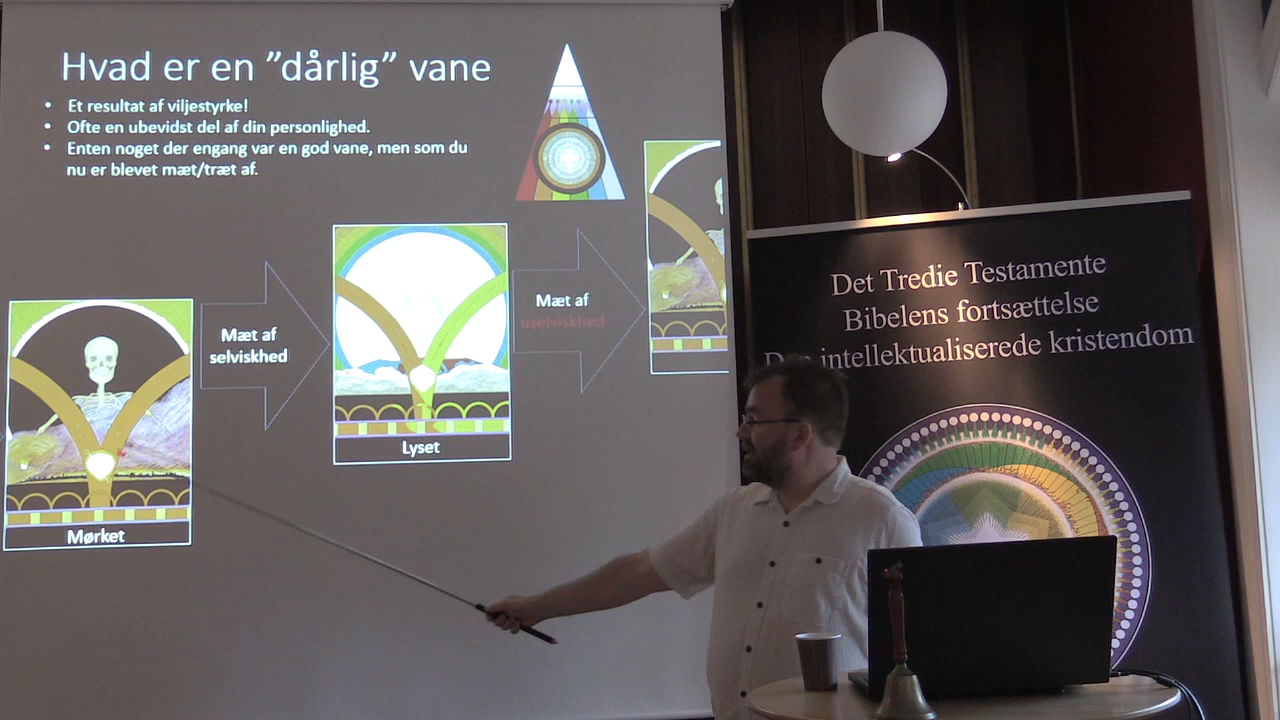 Hvad er en ”dårlig” vane
• Et resultat af viljestyrke!
• Ofte en ubevidst del af din personlighed.
• Enten noget der engang var en god vane, men som du
nu er blevet mæt/træt af.
Mæt af
selviskhed
Mæt af
uselviskhed
Mørket
Lyset
Det Tredie Testamente
Bibelens fortsættelse
intellektualiserede kristendom